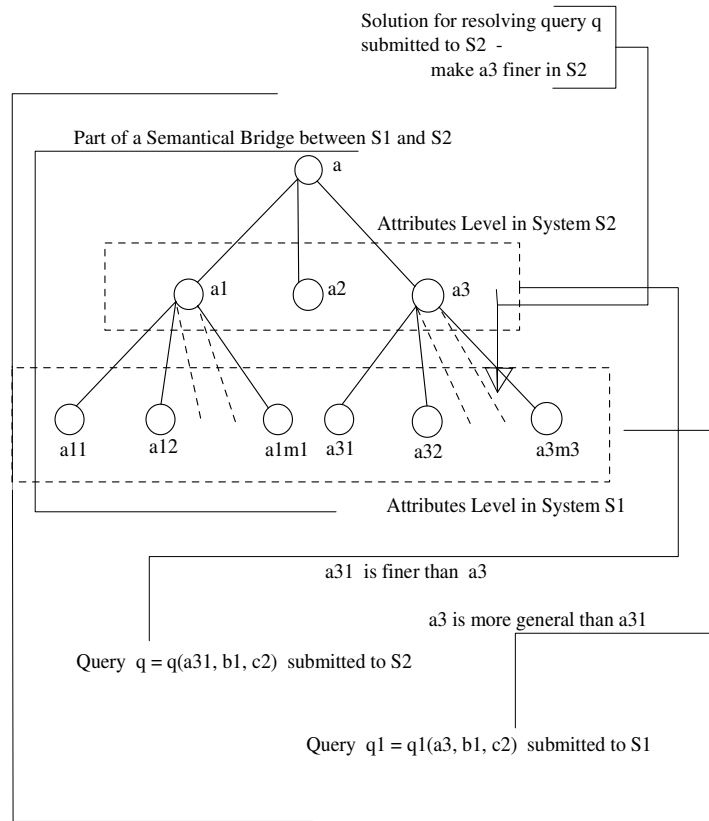 Solution for resolving query q
submitted to S2 -
make a3 finer in S2
Part of a Semantical Bridge between S1 and S2
a
Attributes Level in System S2
a1
a2
a3
a11
a12
a1m1
a31
a32
a3m3
Attributes Level in System S1
a31 is finer than a3
a3 is more general than a31
Query q = q(a31, b1, c2) submitted to S2
Query q1 = q1(a3, b1, c2) submitted to S1